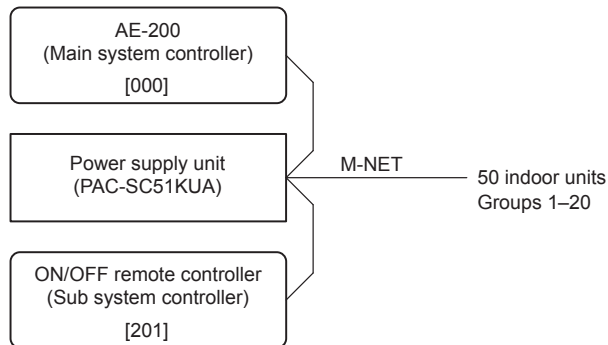 AE-200
(Main system controller)
[000]
Power supply unit
(PAC-SC51KUA)
M-NET
50 indoor units
Groups 1–20
ON/OFF remote controller
(Sub system controller)
[201]